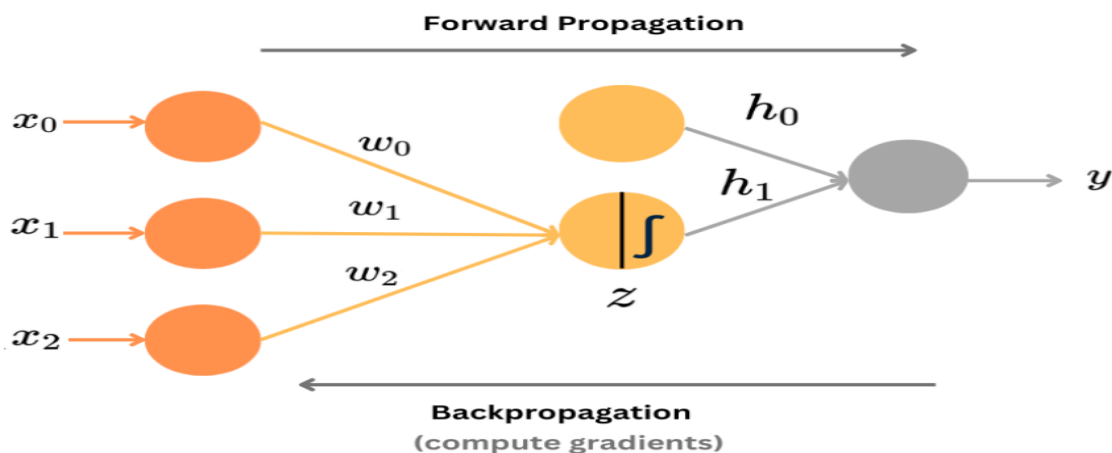 Forward Propagation
x₀
w₀
h₀
x₁
w₁
h₁
y
∫
w₂
z
x₂
Backpropagation
(compute gradients)